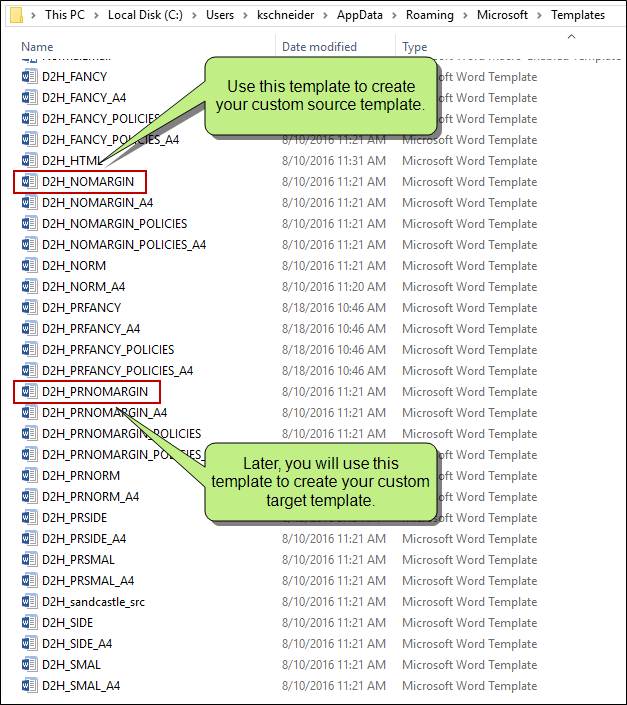 This PC > Local Disk (C:) > Users > kschneider > AppData > Roaming > Microsoft > Templates
Name Date modified Type
D2H_FANCY Word Template
D2H_FANCY_A4 Word Template
D2H_FANCY_POLICIES Word Template
Use this template to create
your custom source template.
D2H_FANCY_POLICIES_A4 8/10/2016 11:21 AM Microsoft Word Template
D2H_HTML 8/10/2016 11:31 AM Microsoft Word Template
D2H_NOMARGIN 8/10/2016 11:21 AM Microsoft Word Template
D2H_NOMARGIN_A4 8/10/2016 11:21 AM Microsoft Word Template
D2H_NOMARGIN_POLICIES 8/10/2016 11:21 AM Microsoft Word Template
D2H_NOMARGIN_POLICIES_A4 8/10/2016 11:21 AM Microsoft Word Template
D2H_NORM 8/10/2016 11:21 AM Microsoft Word Template
D2H_NORM_A4 8/10/2016 11:20 AM Microsoft Word Template
D2H_PRFANCY 8/18/2016 10:46 AM Microsoft Word Template
D2H_PRFANCY_A4 8/18/2016 10:46 AM Microsoft Word Template
D2H_PRFANCY_POLICIES 8/18/2016 10:46 AM Microsoft Word Template
D2H_PRFANCY_POLICIES_A4 8/18/2016 10:46 AM Microsoft Word Template
D2H_PRNOMARGIN 8/10/2016 11:21 AM Microsoft Word Template
D2H_PRNOMARGIN_A4 8/10/2016 11:21 AM Microsoft Word Template
D2H_PRNOMARGIN_POLICIES 8/10/2016 11:21 AM Microsoft Word Template
D2H_PRNOMARGIN_POLICIES_ Word Template
D2H_PRNORM Word Template
D2H_PRNORM_A4 Word Template
Later, you will use this
template to create your custom
target template.
D2H_PRSIDE 8/10/2016 11:21 AM Microsoft Word Template
D2H_PRSIDE_A4 8/10/2016 11:21 AM Microsoft Word Template
D2H_PRSMAL 8/10/2016 11:21 AM Microsoft Word Template
D2H_PRSMAL_A4 8/10/2016 11:21 AM Microsoft Word Template
D2H_sandcastle_src 8/10/2016 11:21 AM Microsoft Word Template
D2H_SIDE 8/10/2016 11:21 AM Microsoft Word Template
D2H_SIDE_A4 8/10/2016 11:21 AM Microsoft Word Template
D2H_SMAL 8/10/2016 11:21 AM Microsoft Word Template
D2H_SMAL_A4 8/10/2016 11:21 AM Microsoft Word Template